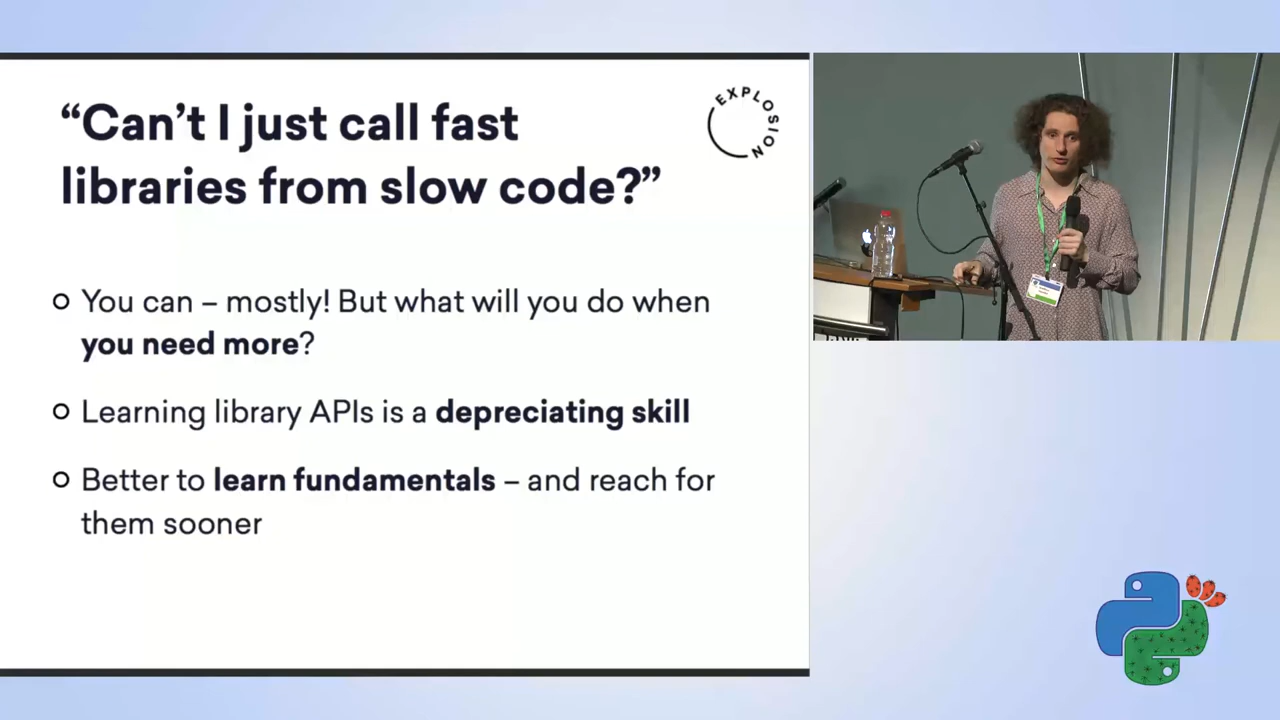 “Can’t I just call fast
libraries from slow code?”
EXPLOSION
You can – mostly! But what will you do when
you need more?
Learning library APIs is a depreciating skill
Better to learn fundamentals – and reach for
them sooner